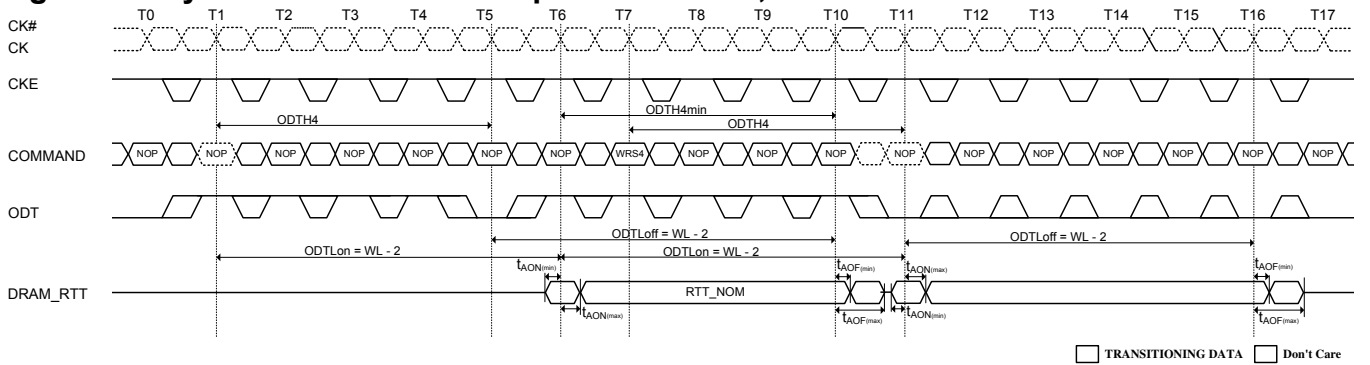 T0 T1 T2 T3 T4 T5 T6 T7 T8 T9 T10 T11 T12 T13 T14 T15 T16 T17
CK#
CK
CKE
ODTH4min
ODTH4
ODTH4
COMMAND NOP NOP NOP NOP NOP NOP NOP WRS4 NOP NOP NOP NOP NOP NOP NOP NOP NOP NOP
ODT
ODTLoff = WL - 2 ODTLoff = WL - 2
ODTLon = WL - 2 ODTLon = WL - 2
tAON(min) tAOF(min) tAON(max) tAOF(min)
DRAM_RTT RTT_NOM
tAON(max) tAOF(max) tAON(min) tAOF(max)
TRANSITIONING DATA Don't Care